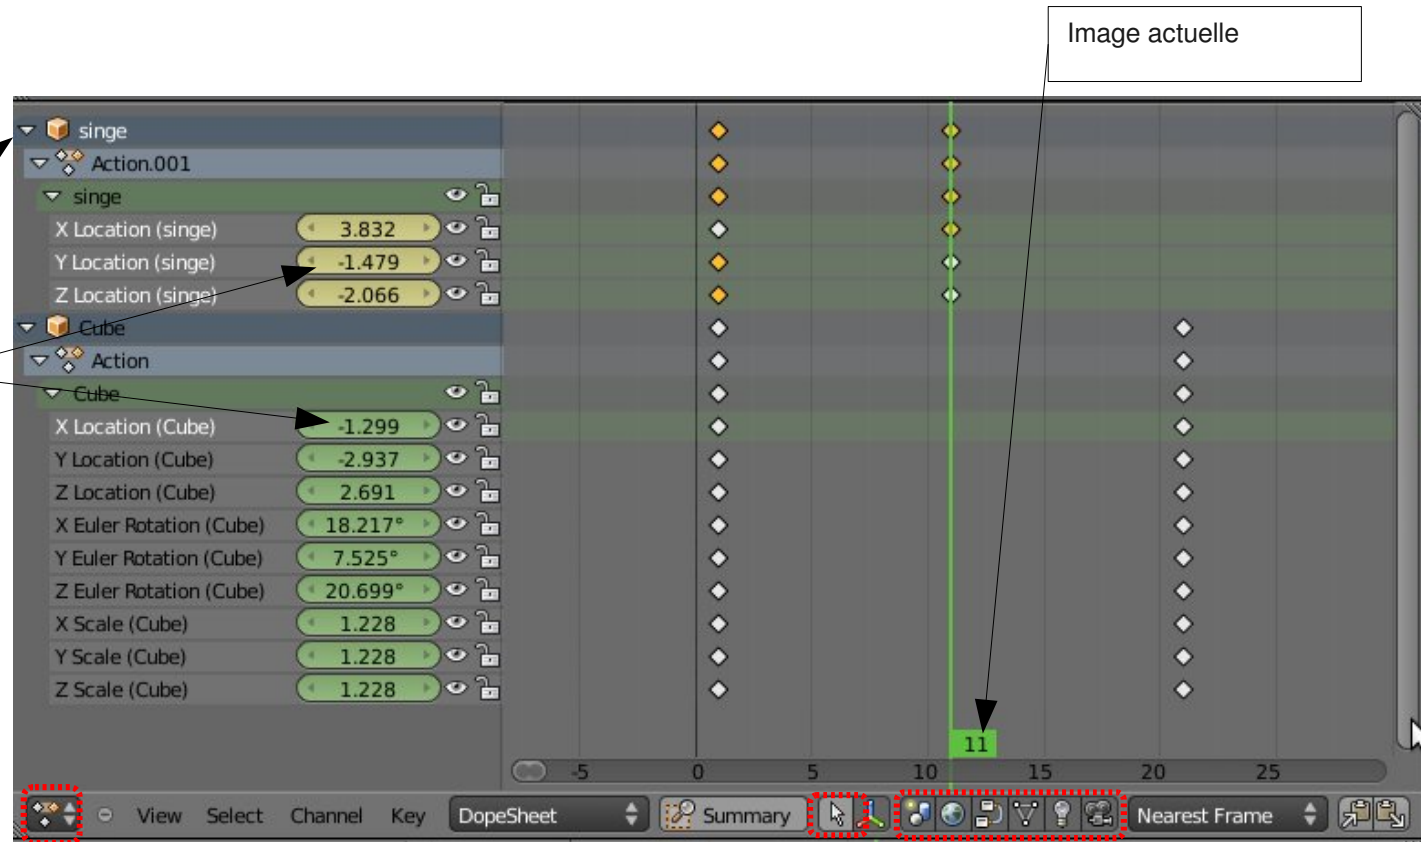 Image actuelle
singe
Action.001
singe
X Location (singe) 3.832
Y Location (singe) -1.479
Z Location (singe) -2.066
Cube
Action
Cube
X Location (Cube) -1.299
Y Location (Cube) -2.937
Z Location (Cube) 2.691
X Euler Rotation (Cube) 18.217°
Y Euler Rotation (Cube) 7.525°
Z Euler Rotation (Cube) 20.699°
X Scale (Cube) 1.228
Y Scale (Cube) 1.228
Z Scale (Cube) 1.228
11
-5 0 5 10 15 20 25
View Select Channel Key DopeSheet Summary Nearest Frame